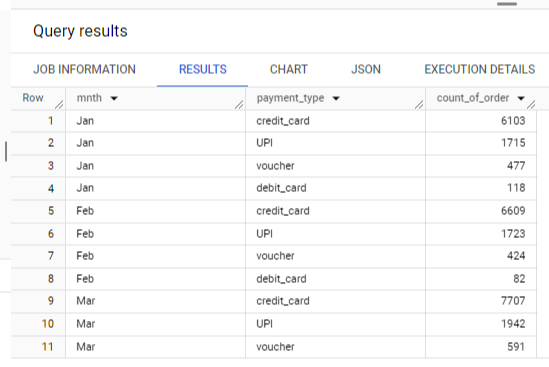 Query results
JOB INFORMATION RESULTS CHART JSON EXECUTION DETAILS
Row mnth payment_type count_of_order
1 Jan credit_card 6103
2 Jan UPI 1715
3 Jan voucher 477
4 Jan debit_card 118
5 Feb credit_card 6609
6 Feb UPI 1723
7 Feb voucher 424
8 Feb debit_card 82
9 Mar credit_card 7707
10 Mar UPI 1942
11 Mar voucher 591